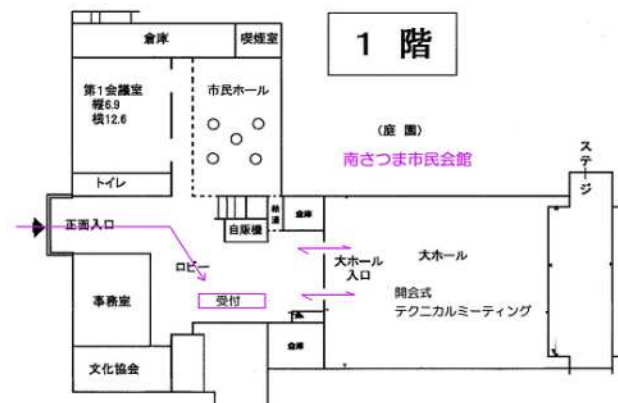 倉庫
喫煙室
1 階
第1会議室
縦6.9
横12.6
市民ホール
(庭 園)
南さつま市民会館
ステージ
トイレ
正面入口
給湯
倉庫
自販機
ロビー
大ホール
入口
大ホール
事務室
受付
開会式
テクニカルミーティング
倉庫
文化協会